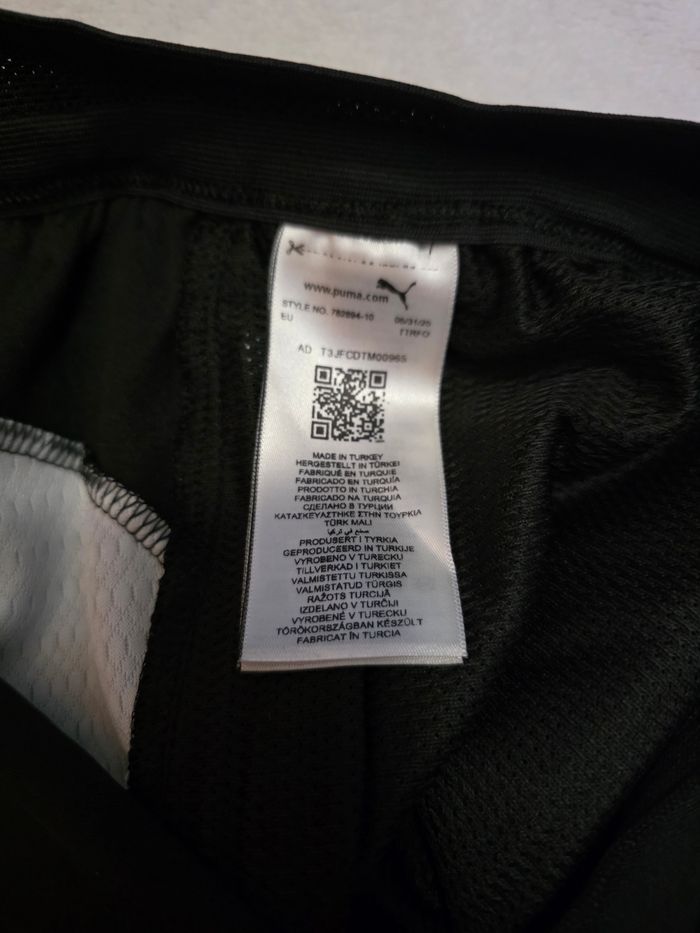 www.puma.com
STYLE NO. 782894-10 05/31/25
EU TTRFO
AD T3JFCDTM00965
MADE IN TURKEY
HERGESTELLT IN TÜRKEI
FABRIQUÉ EN TURQUIE
FABRICADO EN TURQUÍA
PRODOTTO IN TURCHIA
FABRICADO NA TURQUIA
СДЕЛАНО В ТУРЦИИ
ΚΑΤΑΣΚΕΥΑΣΤΗΚΕ ΣΤΗΝ ΤΟΥΡΚΙΑ
TÜRK MALI
صنع في تركيا
PRODUSERT I TYRKIA
GEPRODUCEERD IN TURKIJE
VYROBENO V TURECKU
TILLVERKAD I TURKIET
VALMISTETTU TURKISSA
VALMISTATUD TÜRGIS
RAŽOTS TURCIJĀ
IZDELANO V TURČIJI
VYROBENÉ V TURECKU
TÖRÖKORSZÁGBAN KÉSZÜLT
FABRICAT ÎN TURCIA